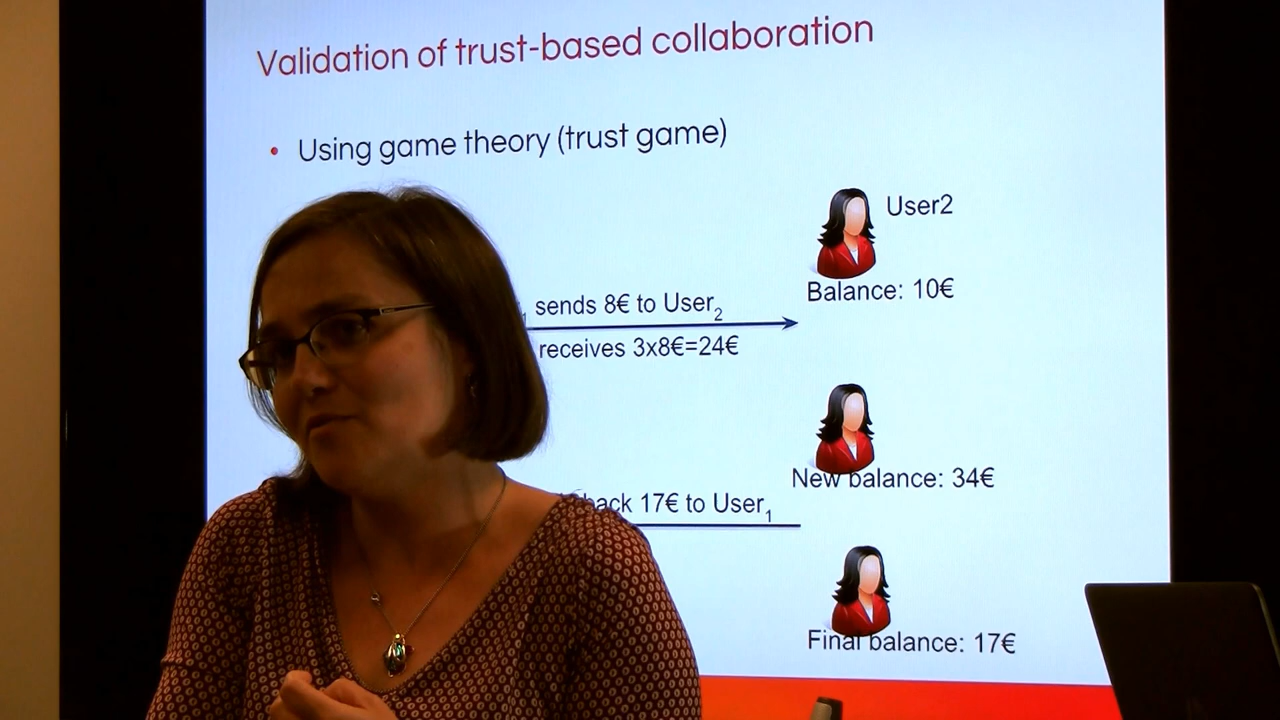 Validation of trust-based collaboration
• Using game theory (trust game)
User2
Balance: 10€
₁ sends 8€ to User₂
receives 3x8€=24€
New balance: 34€
back 17€ to User₁
Final balance: 17€